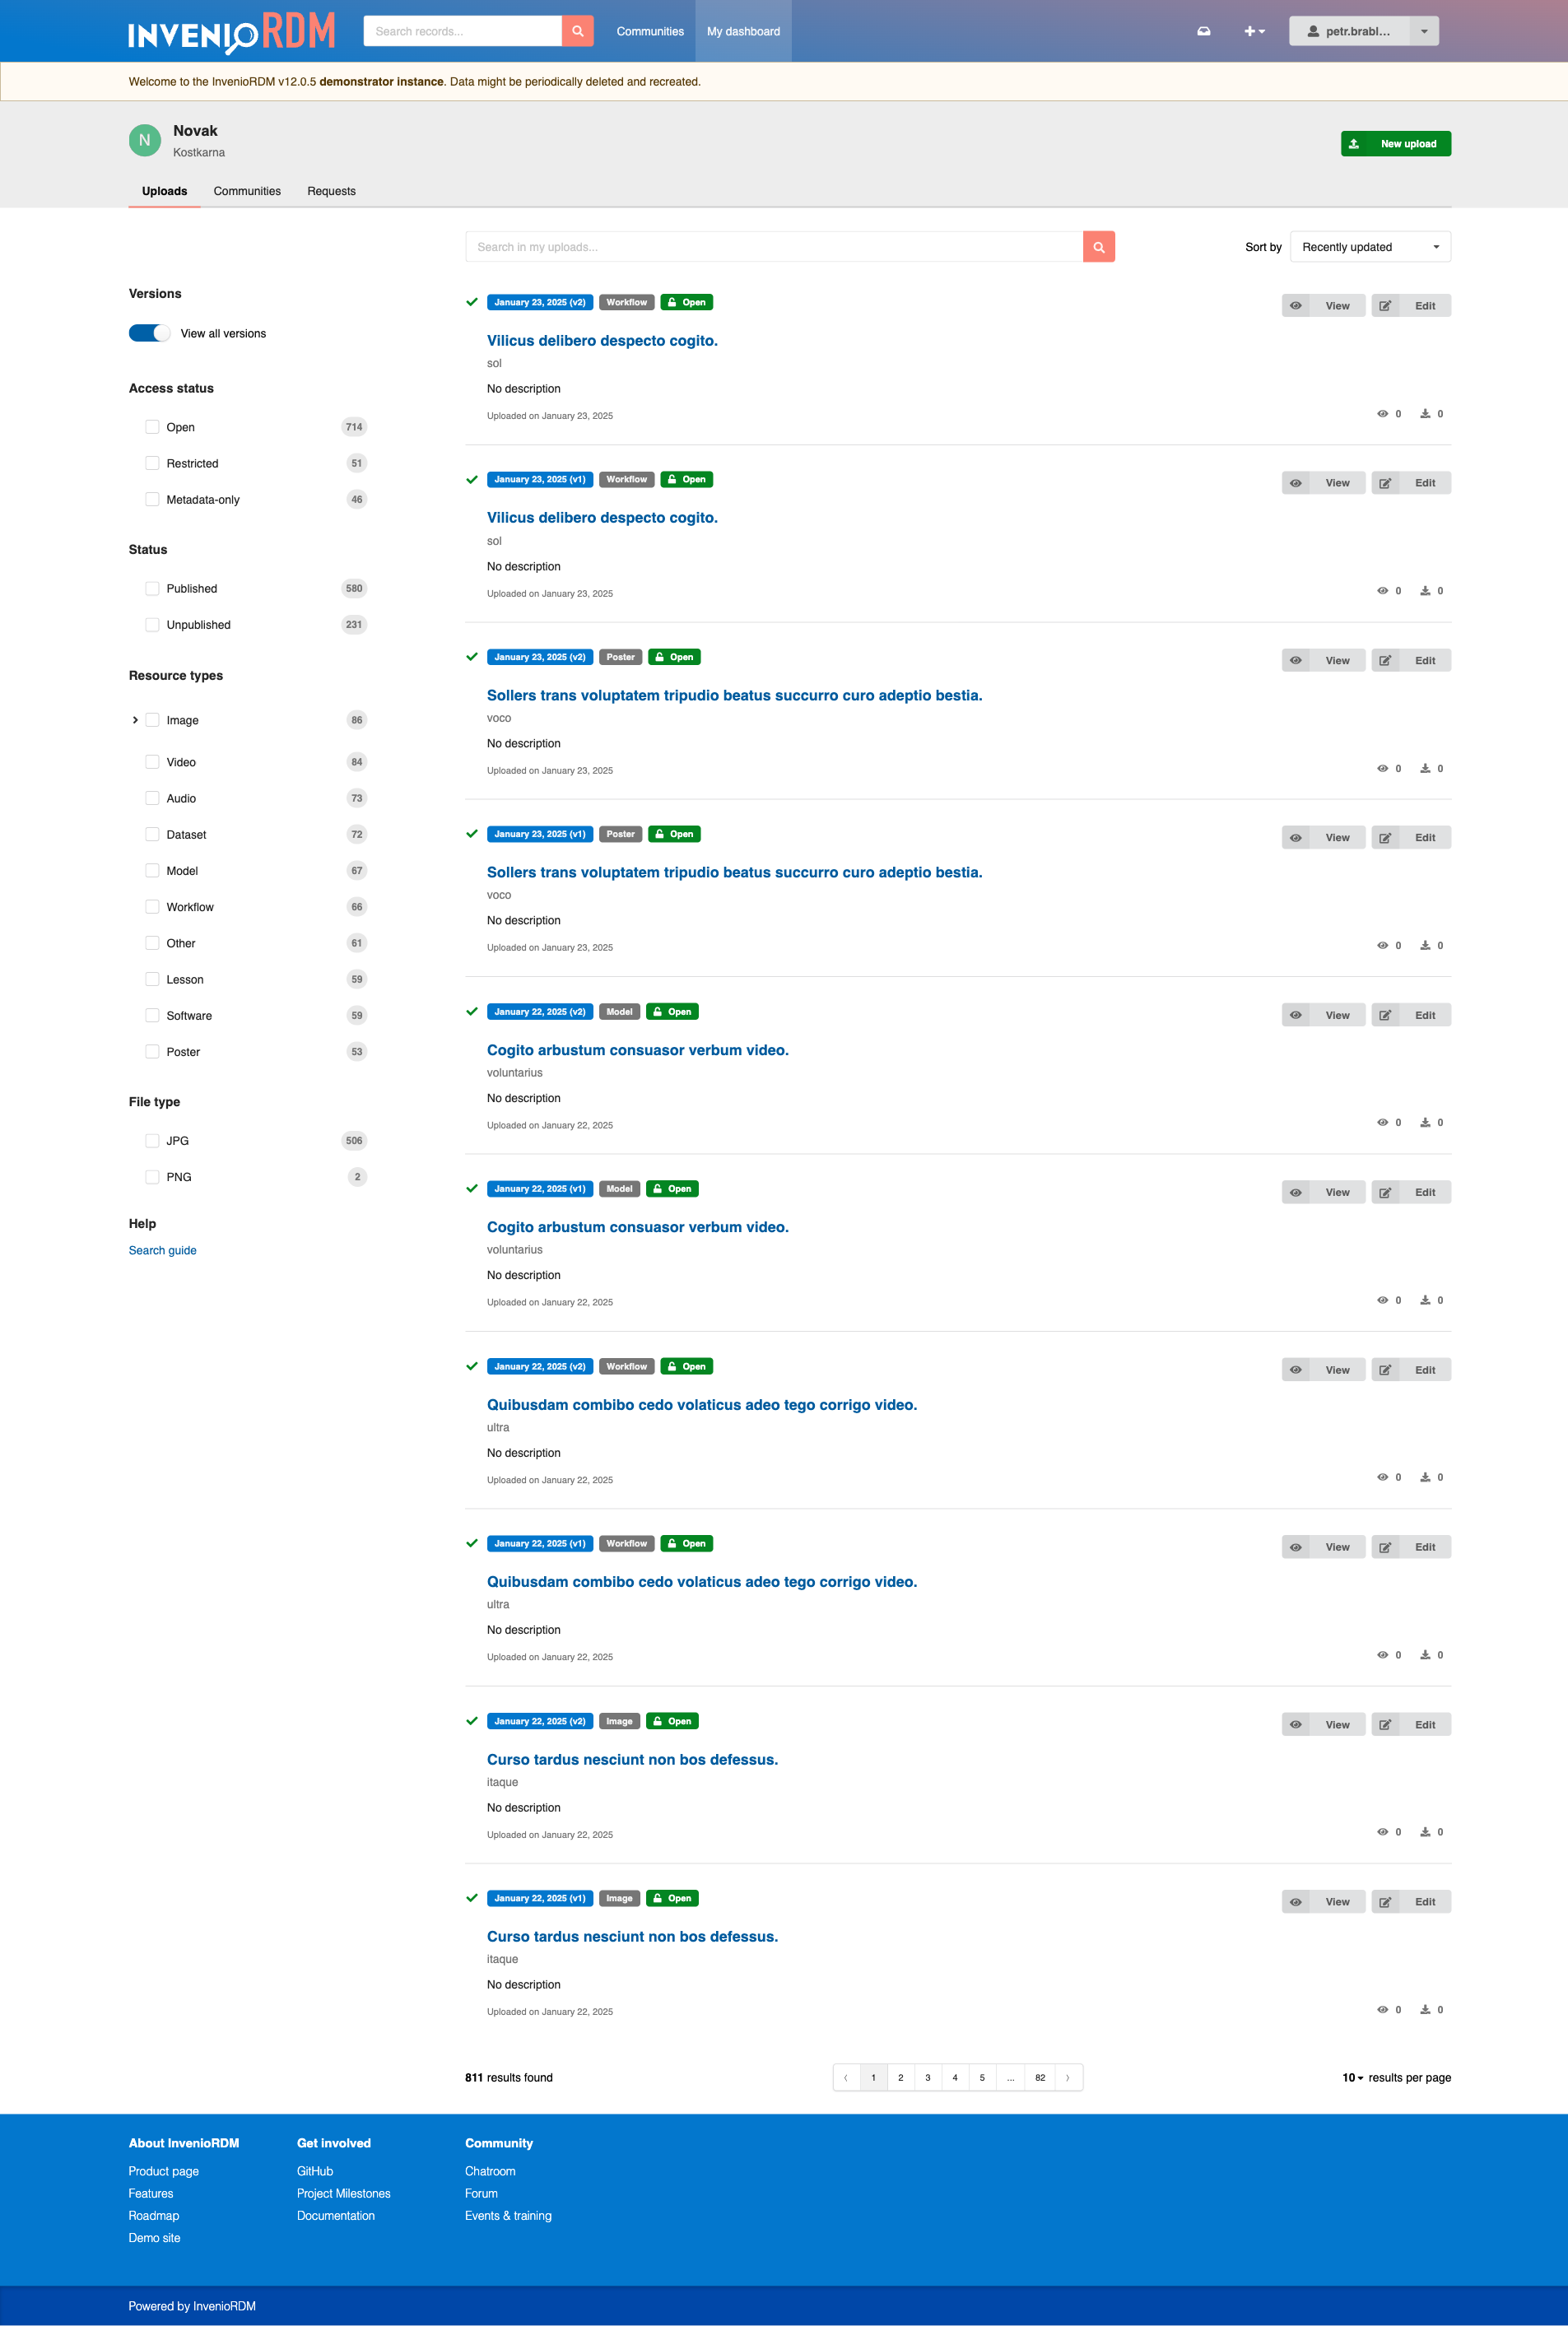 INVENIORDM Search records... Communities My dashboard petr.brabl...
Welcome to the InvenioRDM v12.0.5 demonstrator instance. Data might be periodically deleted and recreated.
N
Novak
Kostkarna
New upload
Uploads Communities Requests
Search in my uploads...
Sort by Recently updated
Versions
View all versions
Access status
Open 714
Restricted 51
Metadata-only 46
Status
Published 580
Unpublished 231
Resource types
Image 86
Video 84
Audio 73
Dataset 72
Model 67
Workflow 66
Other 61
Lesson 59
Software 59
Poster 53
File type
JPG 506
PNG 2
Help
Search guide
January 23, 2025 (v2) Workflow Open View Edit
Vilicus delibero despecto cogito.
sol
No description
Uploaded on January 23, 2025 0 0
January 23, 2025 (v1) Workflow Open View Edit
Vilicus delibero despecto cogito.
sol
No description
Uploaded on January 23, 2025 0 0
January 23, 2025 (v2) Poster Open View Edit
Sollers trans voluptatem tripudio beatus succurro curo adeptio bestia.
voco
No description
Uploaded on January 23, 2025 0 0
January 23, 2025 (v1) Poster Open View Edit
Sollers trans voluptatem tripudio beatus succurro curo adeptio bestia.
voco
No description
Uploaded on January 23, 2025 0 0
January 22, 2025 (v2) Model Open View Edit
Cogito arbustum consuasor verbum video.
voluntarius
No description
Uploaded on January 22, 2025 0 0
January 22, 2025 (v1) Model Open View Edit
Cogito arbustum consuasor verbum video.
voluntarius
No description
Uploaded on January 22, 2025 0 0
January 22, 2025 (v2) Workflow Open View Edit
Quibusdam combibo cedo volaticus adeo tego corrigo video.
ultra
No description
Uploaded on January 22, 2025 0 0
January 22, 2025 (v1) Workflow Open View Edit
Quibusdam combibo cedo volaticus adeo tego corrigo video.
ultra
No description
Uploaded on January 22, 2025 0 0
January 22, 2025 (v2) Image Open View Edit
Curso tardus nesciunt non bos defessus.
itaque
No description
Uploaded on January 22, 2025 0 0
January 22, 2025 (v1) Image Open View Edit
Curso tardus nesciunt non bos defessus.
itaque
No description
Uploaded on January 22, 2025 0 0
811 results found
1 2 3 4 5 ... 82
10 results per page
About InvenioRDM
Product page
Features
Roadmap
Demo site
Get involved
GitHub
Project Milestones
Documentation
Community
Chatroom
Forum
Events & training
Powered by InvenioRDM